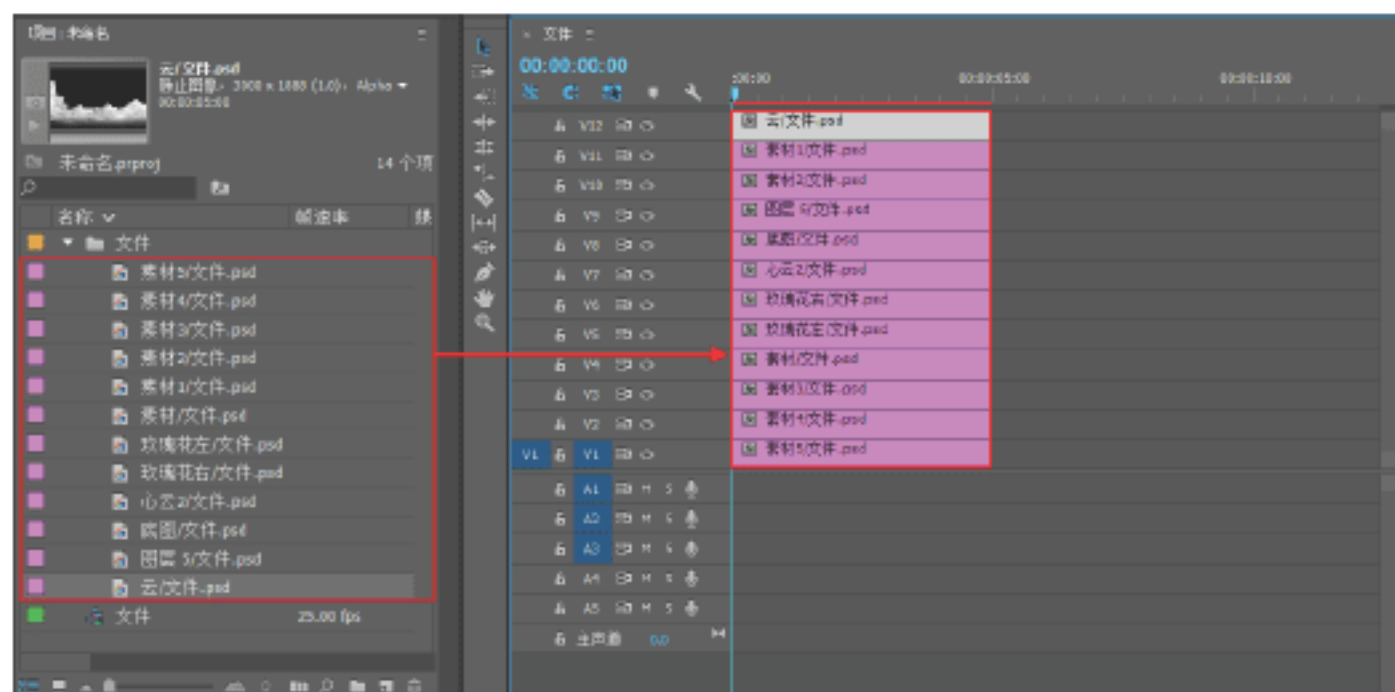 项目: 未命名
云/文件.psd
静止图像, 3900 x 1888 (1.0), Alpha
00:00:05:00
未命名.prproj
14 个项
名称
帧速率
媒
文件
素材5/文件.psd
素材4/文件.psd
素材3/文件.psd
素材2/文件.psd
素材1/文件.psd
素材/文件.psd
玫瑰花左/文件.psd
玫瑰花右/文件.psd
心云2/文件.psd
底图/文件.psd
图层 5/文件.psd
云/文件.psd
文件
25.00 fps
× 文件
00:00:00:00
:00:00
00:00:05:00
00:00:10:00
V12 云/文件.psd
V11 素材1/文件.psd
V10 素材2/文件.psd
V9 图层 5/文件.psd
V8 底图/文件.psd
V7 心云2/文件.psd
V6 玫瑰花右/文件.psd
V5 玫瑰花左/文件.psd
V4 素材/文件.psd
V3 素材3/文件.psd
V2 素材4/文件.psd
V1 V1 素材5/文件.psd
A1 M S
A2 M S
A3 M S
A4 M S
A5 M S
主声道 0.0